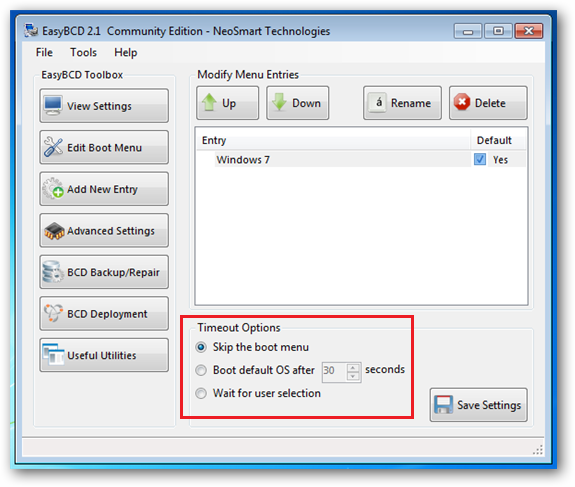 EasyBCD 2.1 Community Edition - NeoSmart Technologies
File Tools Help
EasyBCD Toolbox
View Settings
Edit Boot Menu
Add New Entry
Advanced Settings
BCD Backup/Repair
BCD Deployment
Useful Utilities
Modify Menu Entries
Up Down á Rename Delete
Entry Default
Windows 7 Yes
Timeout Options
Skip the boot menu
Boot default OS after 30 seconds
Wait for user selection
Save Settings